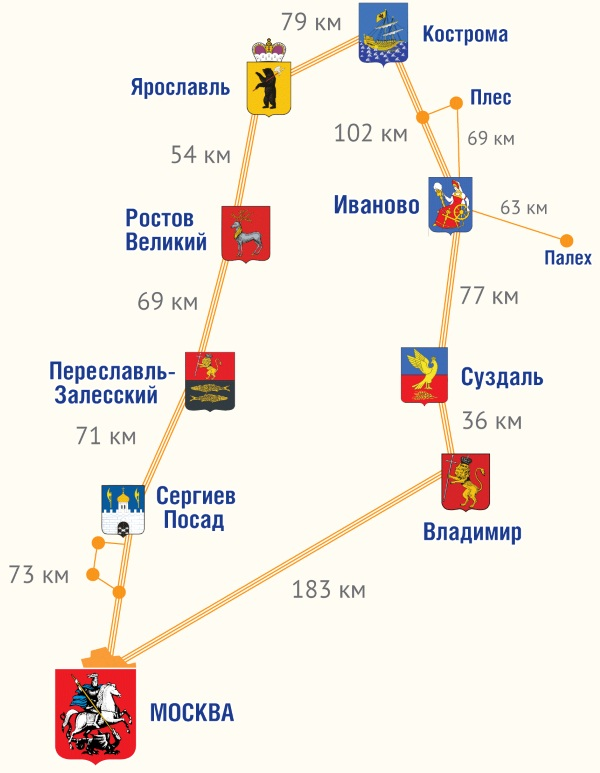 79 км
Кострома
Ярославль
Плес
102 км
69 км
54 км
Иваново
63 км
Ростов
Великий
Палех
77 км
69 км
Переславль-
Залесский
Суздаль
36 км
71 км
Сергиев
Посад
Владимир
73 км
183 км
МОСКВА